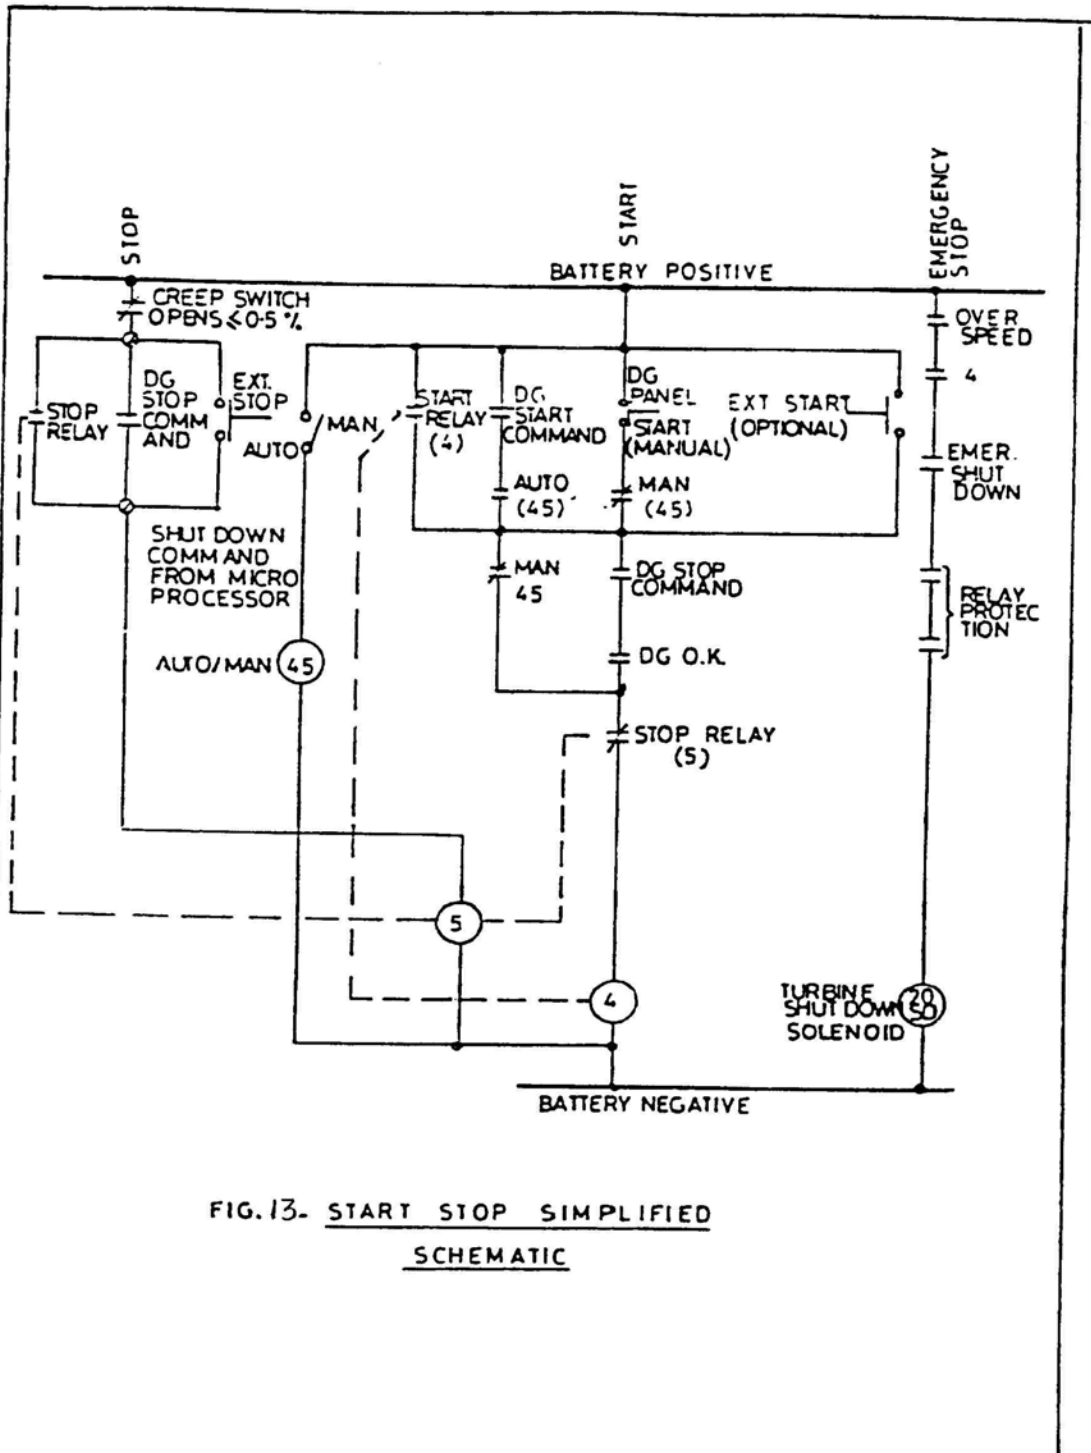 STOP
START
EMERGENCY
STOP
BATTERY POSITIVE
CREEP SWITCH
OPENS ⩽ 0·5 %
OVER
SPEED
4
STOP
RELAY
DG
STOP
COMM
AND
EXT.
STOP
MAN
AUTO
START
RELAY
(4)
DG
START
COMMAND
DG
PANEL
START
(MANUAL)
EXT START
(OPTIONAL)
AUTO
(45)
MAN
(45)
EMER.
SHUT
DOWN
SHUT DOWN
COMMAND
FROM MICRO
PROCESSOR
MAN
45
DG STOP
COMMAND
RELAY
PROTEC
TION
AUTO/MAN 45
DG O.K.
STOP RELAY
(5)
5
4
TURBINE
SHUT DOWN
SOLENOID
20
SD
BATTERY NEGATIVE
FIG.13- START STOP SIMPLIFIED
SCHEMATIC